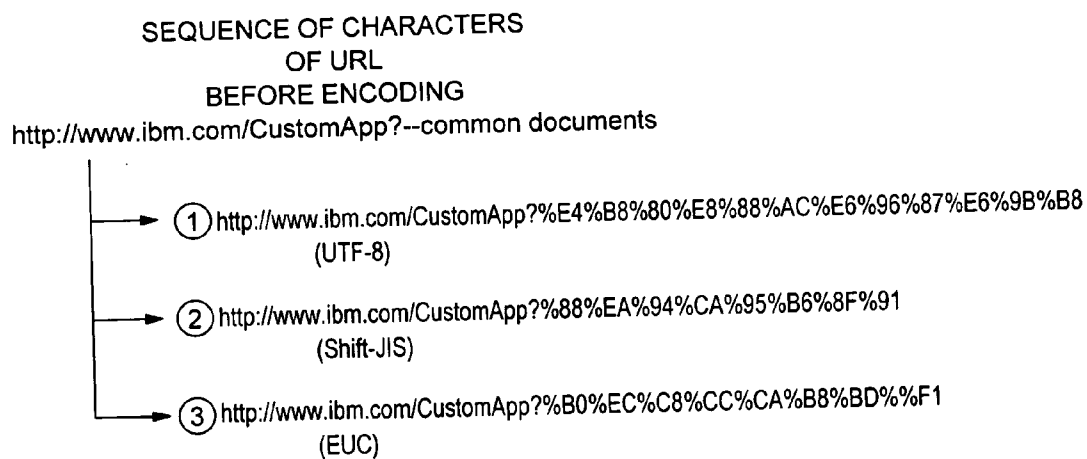 SEQUENCE OF CHARACTERS
OF URL
BEFORE ENCODING
http://www.ibm.com/CustomApp?--common documents
1 http://www.ibm.com/CustomApp?%E4%B8%80%E8%88%AC%E6%96%87%E6%9B%B8
(UTF-8)
2 http://www.ibm.com/CustomApp?%88%EA%94%CA%95%B6%8F%91
(Shift-JIS)
3 http://www.ibm.com/CustomApp?%B0%EC%C8%CC%CA%B8%BD%%F1
(EUC)